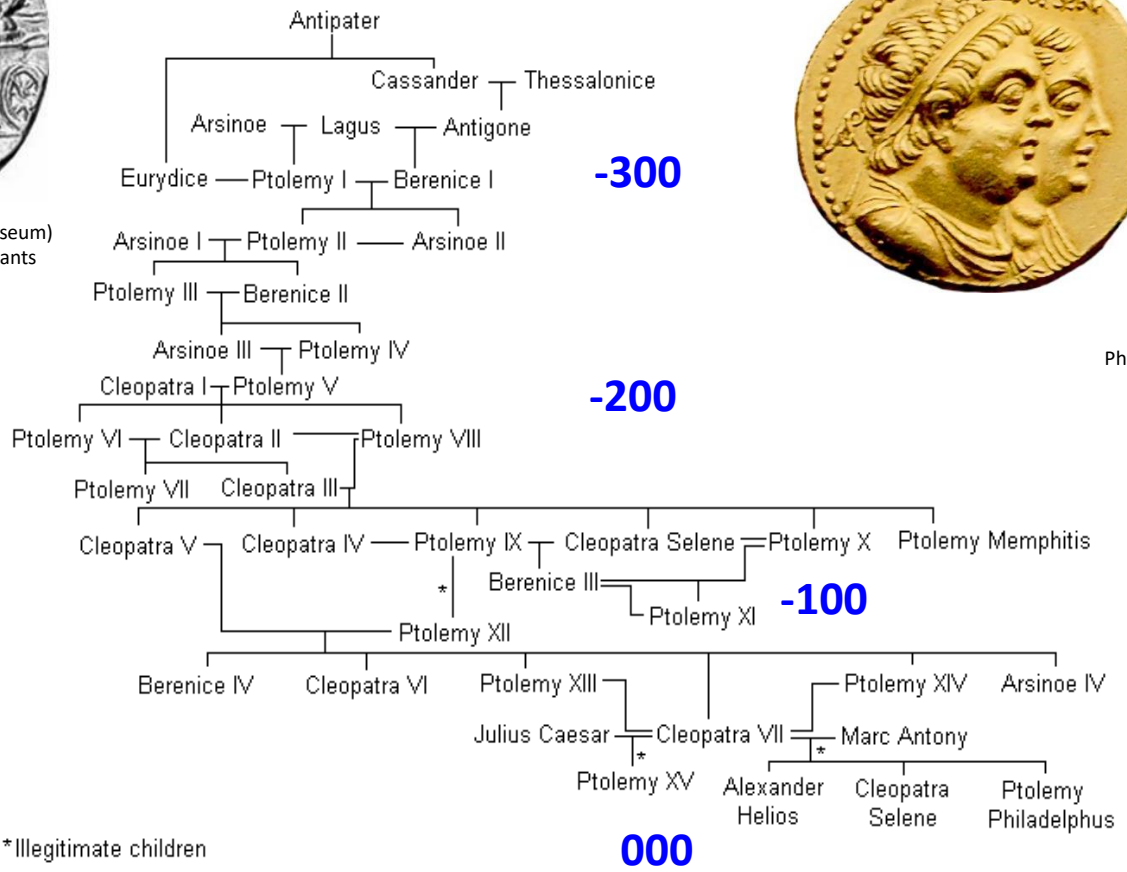 Antipater
Cassander Thessalonice
Arsinoe Lagus Antigone
Eurydice Ptolemy I Berenice I
-300
seum)
ants
Arsinoe I Ptolemy II Arsinoe II
Ptolemy III Berenice II
Arsinoe III Ptolemy IV
Ph
Cleopatra I Ptolemy V
-200
Ptolemy VI Cleopatra II Ptolemy VIII
Ptolemy VII Cleopatra III
Cleopatra V Cleopatra IV Ptolemy IX Cleopatra Selene Ptolemy X Ptolemy Memphitis
Berenice III
*
-100
Ptolemy XI
Ptolemy XII
Berenice IV Cleopatra VI Ptolemy XIII Ptolemy XIV Arsinoe IV
Julius Caesar Cleopatra VII Marc Antony
* *
Ptolemy XV
Alexander Cleopatra Ptolemy
Helios Selene Philadelphus
*Illegitimate children
000